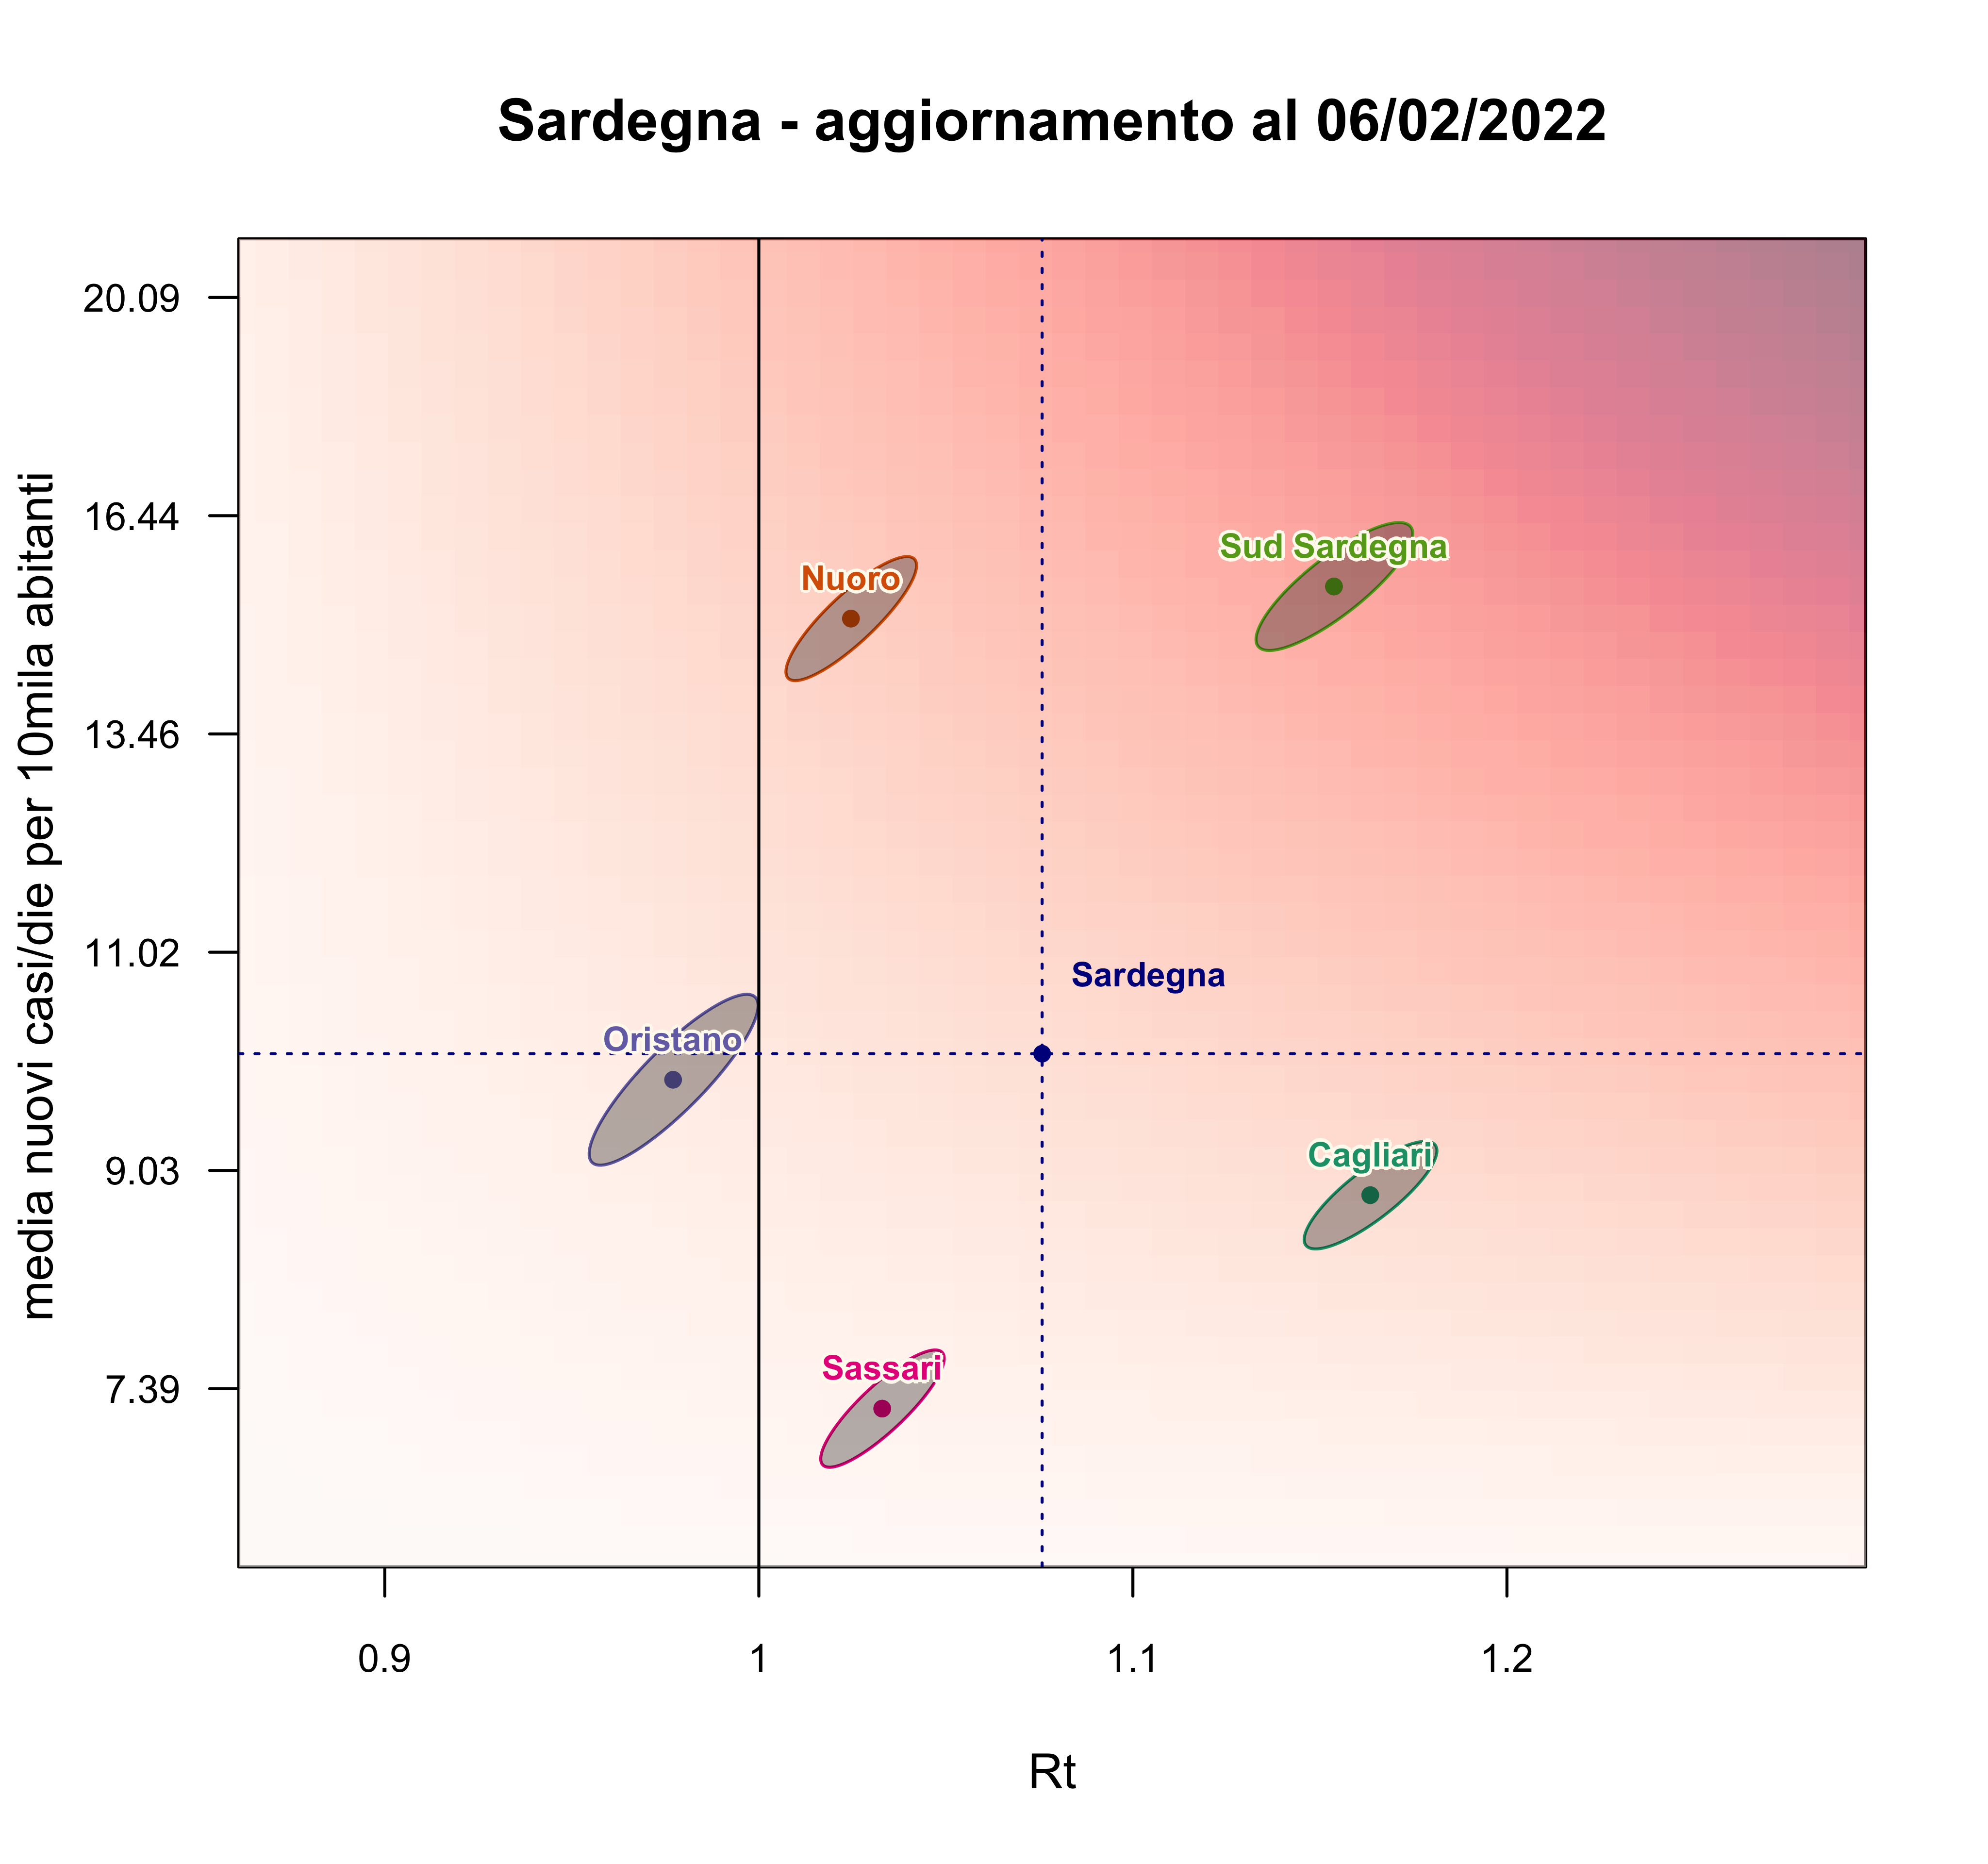 Sardegna - aggiornamento al 06/02/2022
media nuovi casi/die per 10mila abitanti
20.09
16.44
13.46
11.02
9.03
7.39
Sud Sardegna
Nuoro
Sardegna
Oristano
Cagliari
Sassari
0.9
1
1.1
1.2
Rt